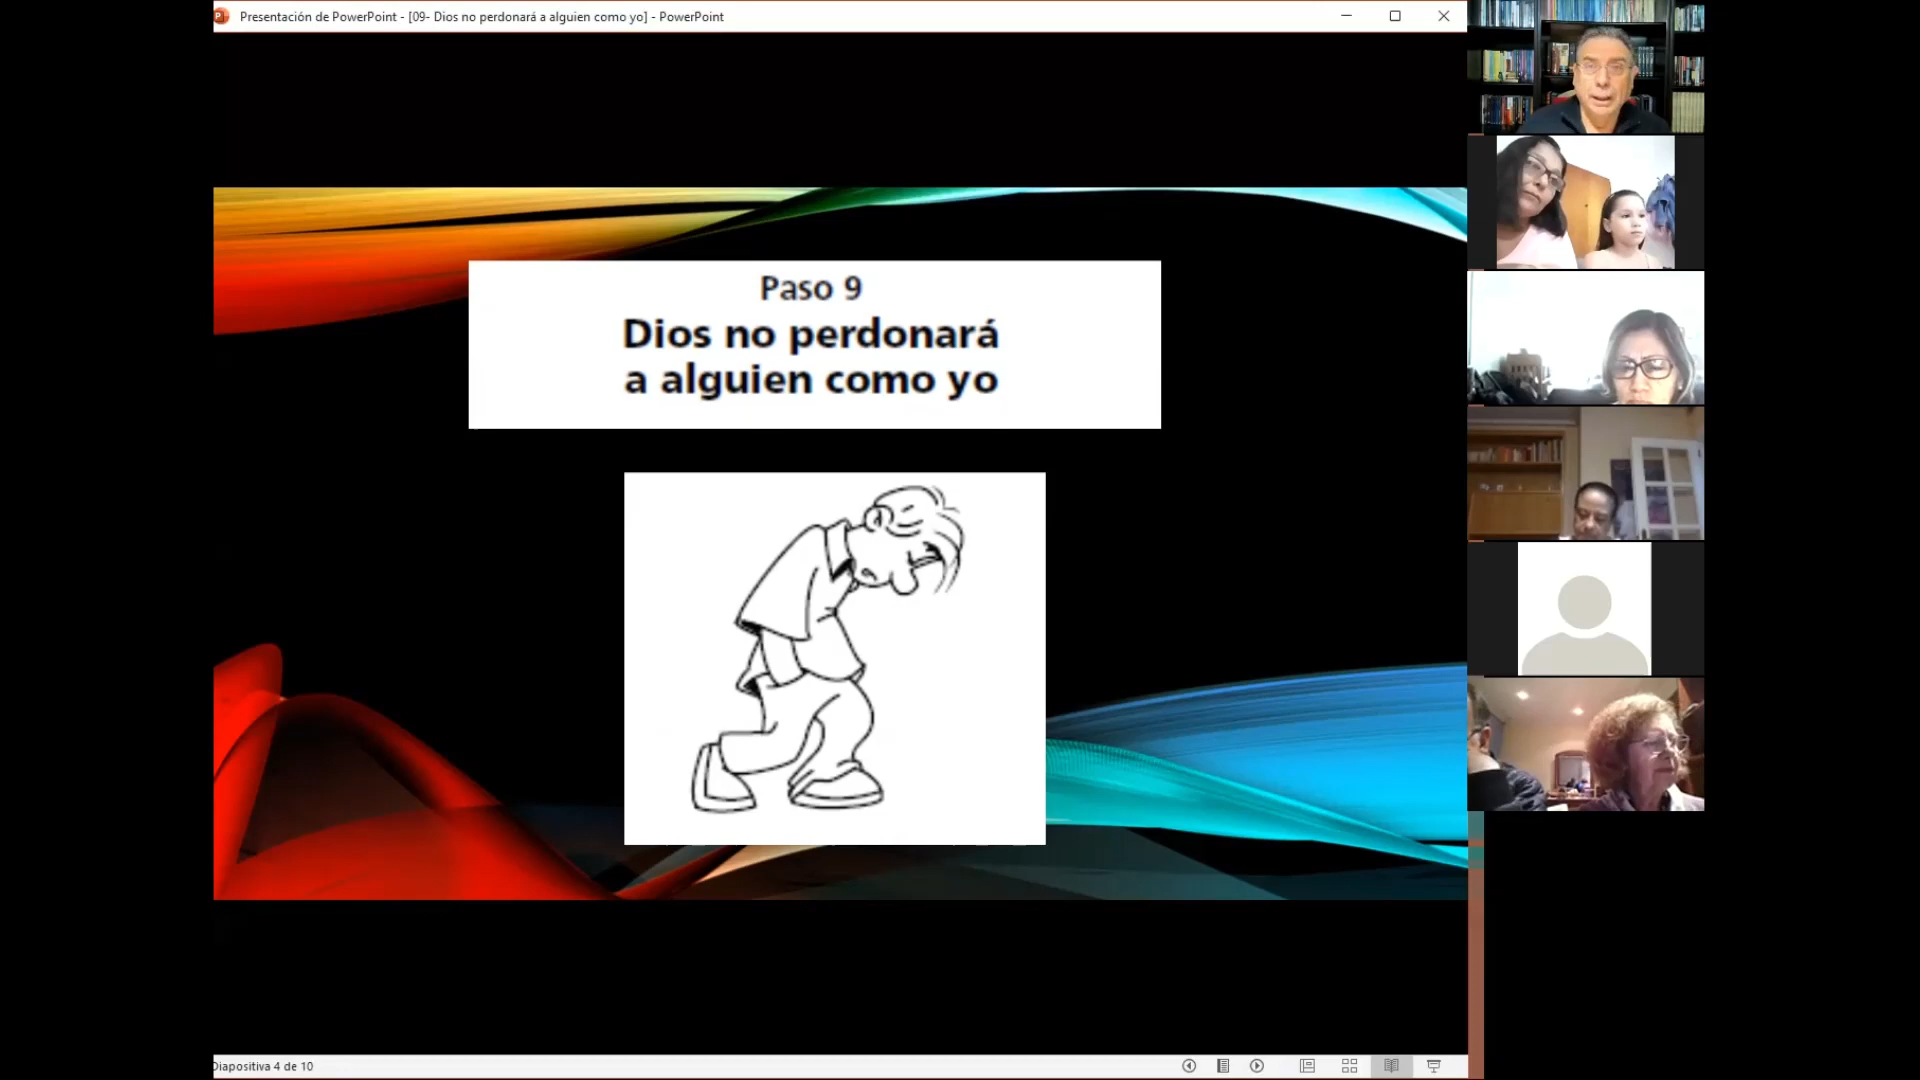 Presentación de PowerPoint - [09- Dios no perdonará a alguien como yo] - PowerPoint
Paso 9
Dios no perdonará
a alguien como yo
Diapositiva 4 de 10